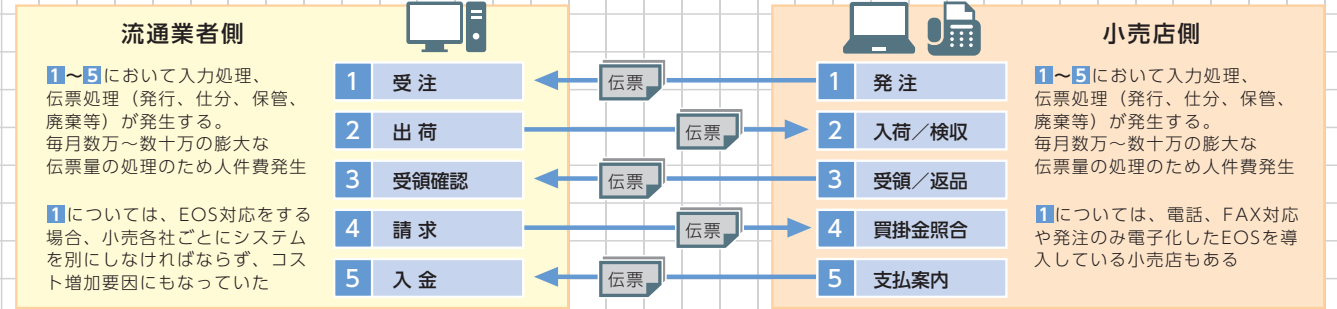 流通業者側
1～5において入力処理、
伝票処理（発行、仕分、保管、
廃棄等）が発生する。
毎月数万～数十万の膨大な
伝票量の処理のため人件費発生
1については、EOS対応をする
場合、小売各社ごとにシステム
を別にしなければならず、コス
ト増加要因にもなっていた
1 受注
2 出荷
3 受領確認
4 請求
5 入金
伝票
伝票
伝票
伝票
伝票
1 発注
2 入荷／検収
3 受領／返品
4 買掛金照合
5 支払案内
小売店側
1～5において入力処理、
伝票処理（発行、仕分、保管、
廃棄等）が発生する。
毎月数万～数十万の膨大な
伝票量の処理のため人件費発生
1については、電話、FAX対応
や発注のみ電子化したEOSを導
入している小売店もある